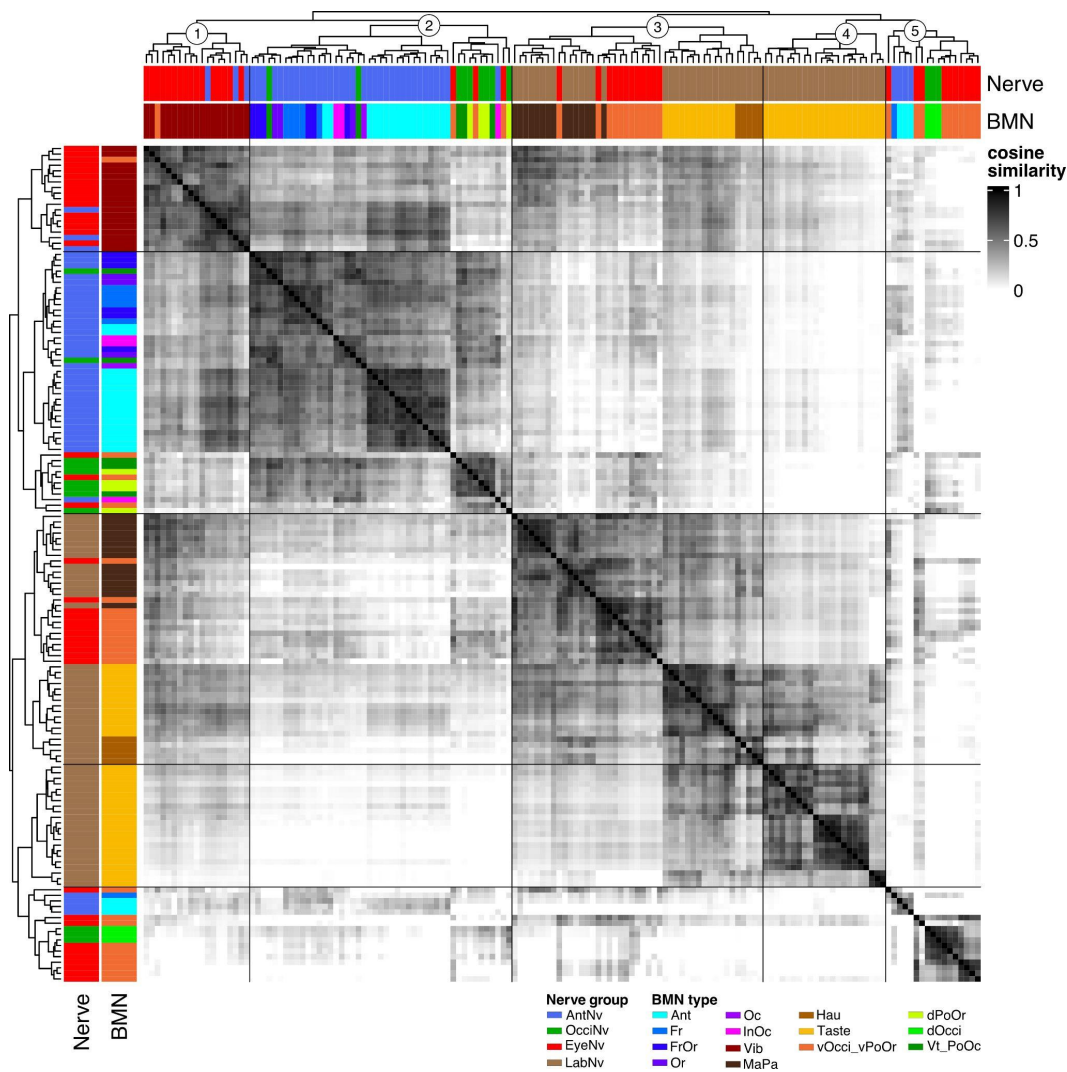 1
2
3
4
5
Nerve
BMN
cosine
similarity
1
0.5
0
Nerve
BMN
Nerve group
AntNv
OcciNv
EyeNv
LabNv
BMN type
Ant
Fr
FrOr
Or
Oc
InOc
Vib
MaPa
Hau
Taste
vOcci_vPoOr
dPoOr
dOcci
Vt_PoOc